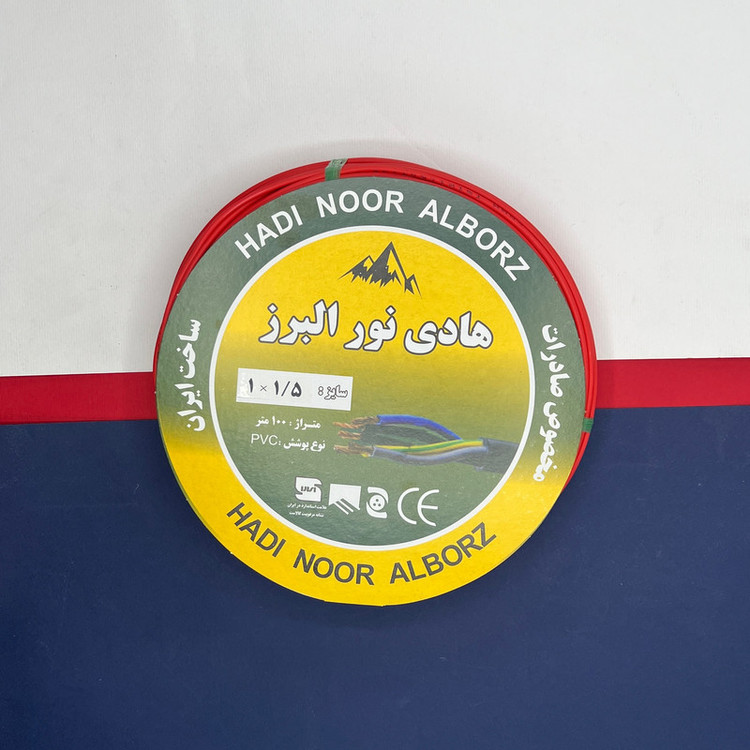 HADI NOOR ALBORZ
هادی نور البرز
ساخت ایران
مخصوص صادرات
سایز: ۱ × ۱/۵
متراژ : ۱۰۰ متر
نوع پوشش :PVC
CE
HADI NOOR ALBORZ